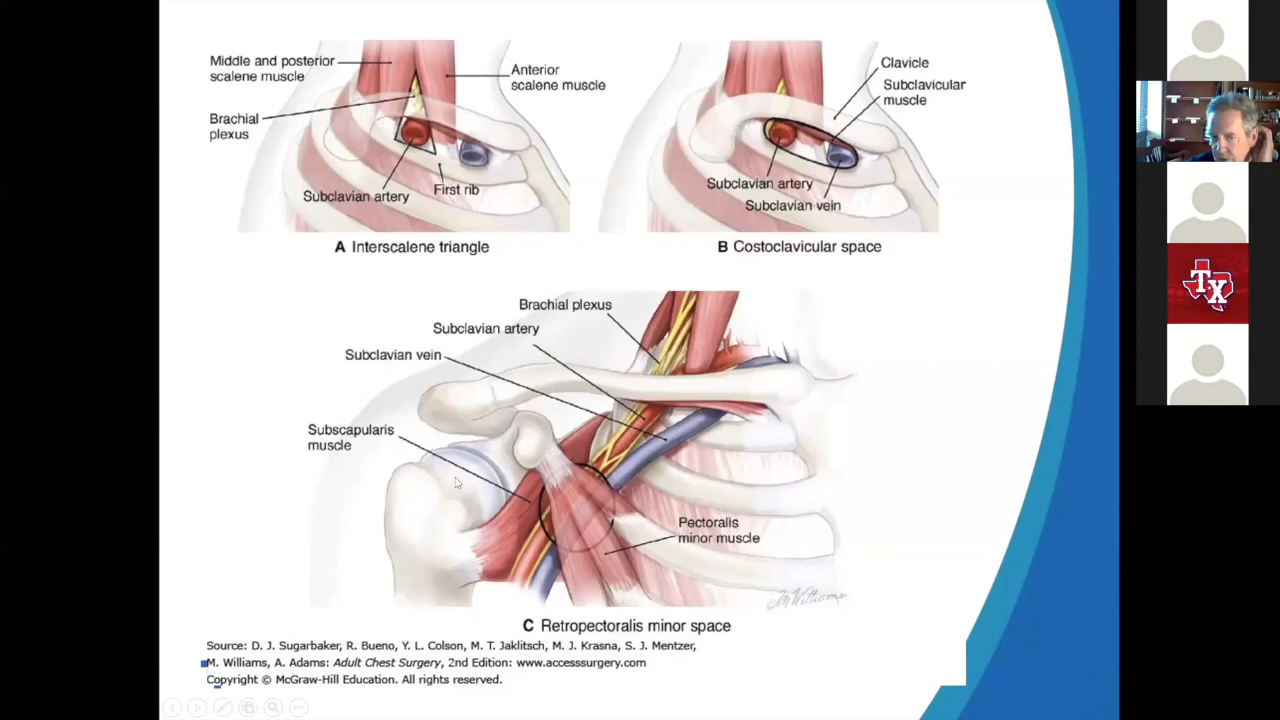 Middle and posterior
scalene muscle
Anterior
scalene muscle
Brachial
plexus
Subclavian artery
First rib
A Interscalene triangle
Clavicle
Subclavicular
muscle
Subclavian artery
Subclavian vein
B Costoclavicular space
Brachial plexus
Subclavian artery
Subclavian vein
Subscapularis
muscle
Pectoralis
minor muscle
MWilliams
C Retropectoralis minor space
Source: D. J. Sugarbaker, R. Bueno, Y. L. Colson, M. T. Jaklitsch, M. J. Krasna, S. J. Mentzer,
M. Williams, A. Adams: Adult Chest Surgery, 2nd Edition: www.accesssurgery.com
Copyright © McGraw-Hill Education. All rights reserved.
TX